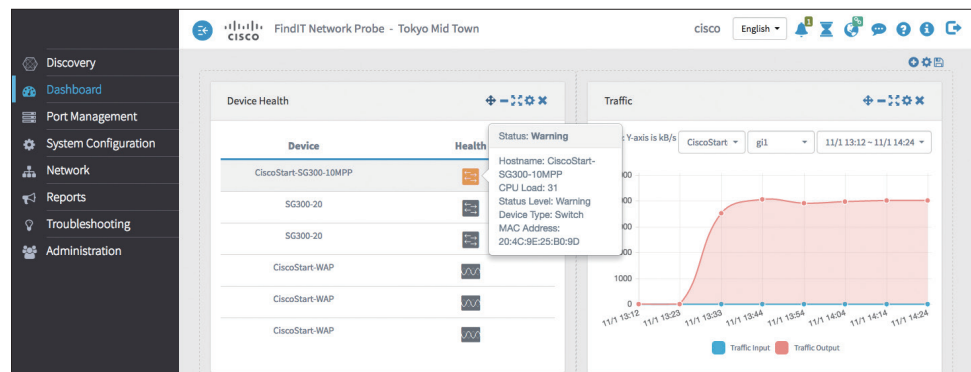 cisco FindIT Network Probe - Tokyo Mid Town cisco English 1
Discovery
Dashboard
Port Management
System Configuration
Network
Reports
Troubleshooting
Administration
Device Health
Device Health
CiscoStart-SG300-10MPP
SG300-20
SG300-20
CiscoStart-WAP
CiscoStart-WAP
CiscoStart-WAP
Status: Warning
Hostname: CiscoStart-
SG300-10MPP
CPU Load: 31
Status Level: Warning
Device Type: Switch
MAC Address:
20:4C:9E:25:B0:9D
Traffic
: Y-axis is kB/s CiscoStart gi1 11/1 13:12 ~ 11/1 14:24
1000
0
11/1 13:12 11/1 13:23 11/1 13:33 11/1 13:44 11/1 13:54 11/1 14:04 11/1 14:14 11/1 14:24
Traffic Input Traffic Output